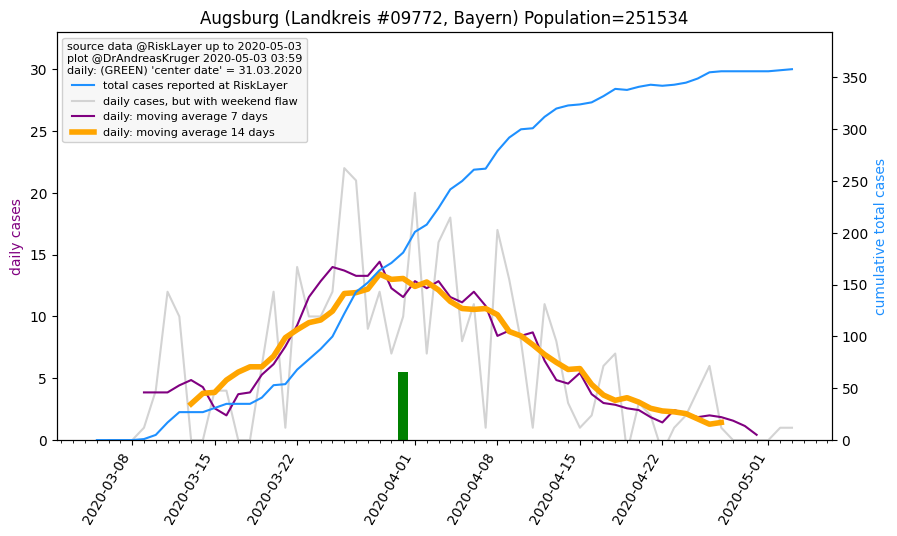 Augsburg (Landkreis #09772, Bayern) Population=251534
source data @RiskLayer up to 2020-05-03
plot @DrAndreasKruger 2020-05-03 03:59
daily: (GREEN) 'center date' = 31.03.2020
total cases reported at RiskLayer
daily cases, but with weekend flaw
daily: moving average 7 days
daily: moving average 14 days
daily cases
30
25
20
15
10
5
0
cumulative total cases
350
300
250
200
150
100
50
0
2020-03-08
2020-03-15
2020-03-22
2020-04-01
2020-04-08
2020-04-15
2020-04-22
2020-05-01